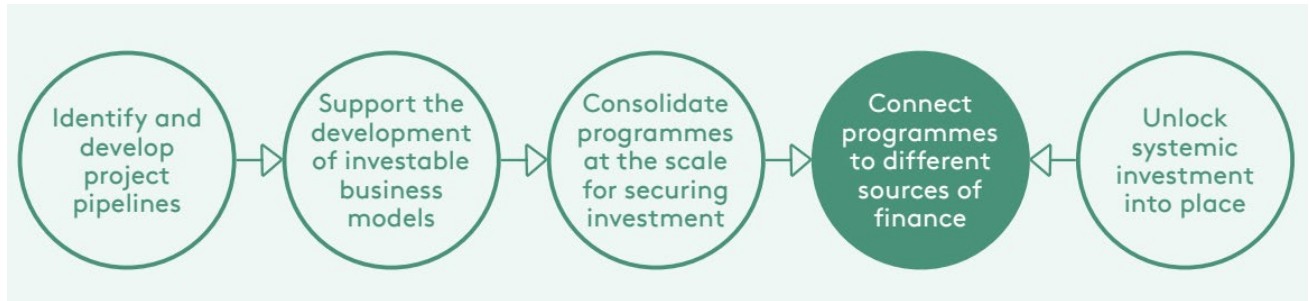 Identify and
develop
project
pipelines
Support the
development
of investable
business
models
Consolidate
programmes
at the scale
for securing
investment
Connect
programmes
to different
sources of
finance
Unlock
systemic
investment
into place